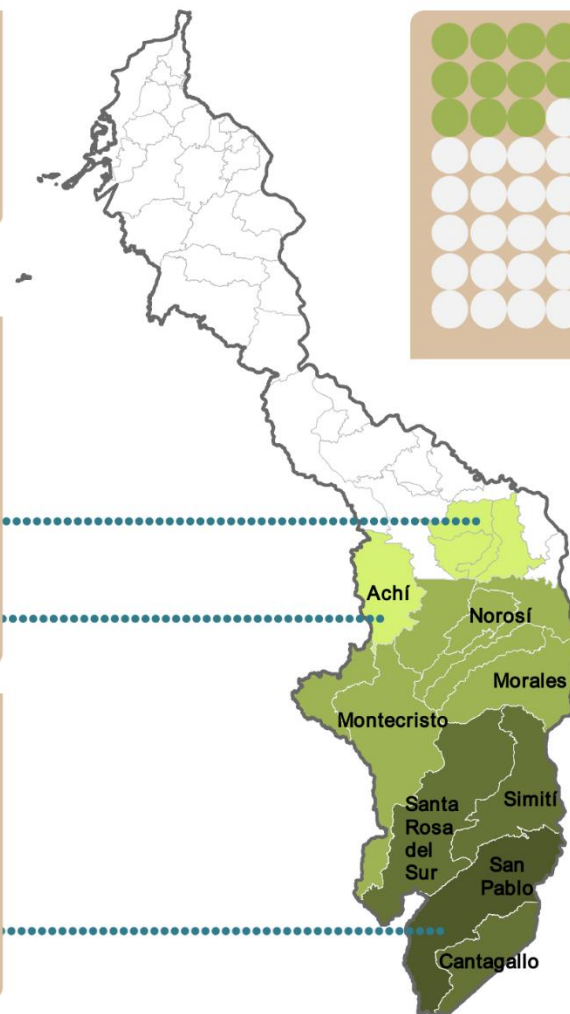 Achí
Norosí
Morales
Montecristo
Santa
Rosa
del
Sur
Simití
San
Pablo
Cantagallo